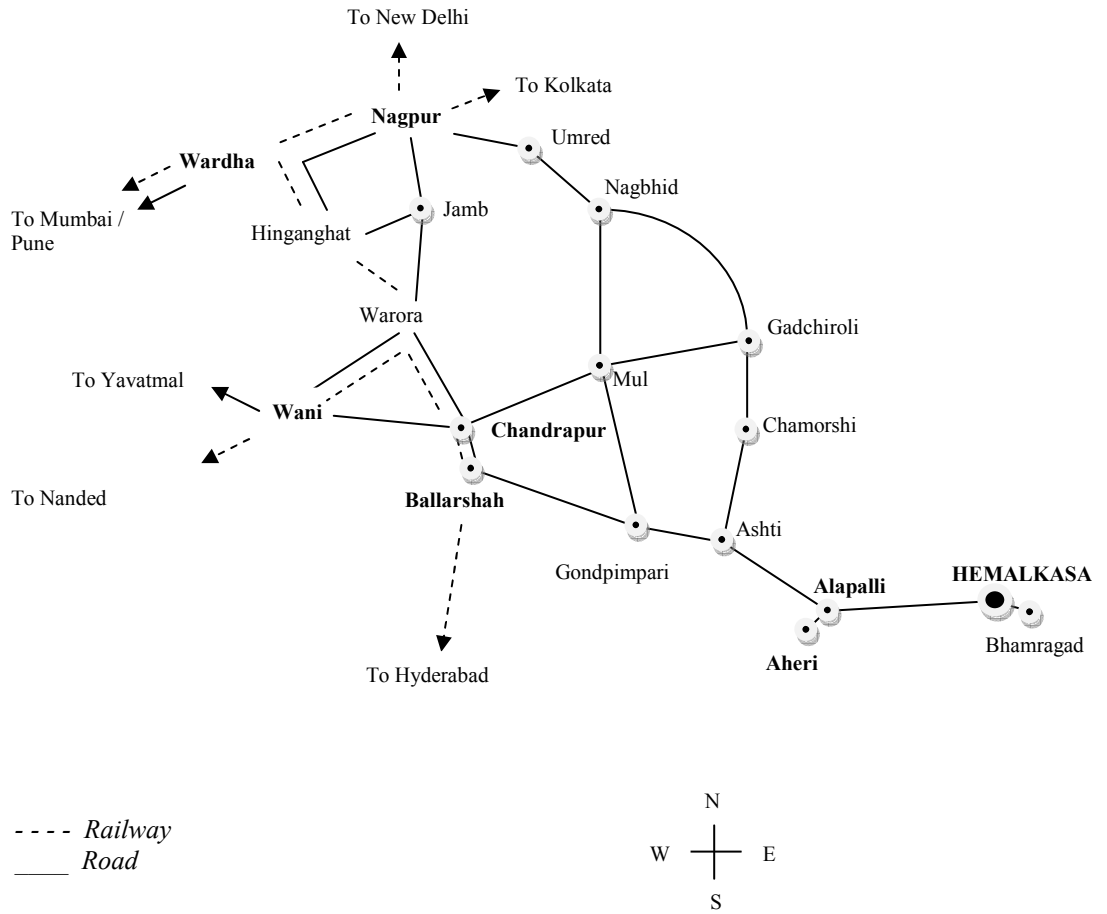 To New Delhi
To Kolkata
Nagpur
Umred
Wardha
Nagbhid
To Mumbai /
Pune
Jamb
Hinganghat
Warora
Gadchiroli
To Yavatmal
Mul
Wani
Chandrapur
Chamorshi
To Nanded
Ballarshah
Ashti
Gondpimpari
Alapalli
HEMALKASA
Bhamragad
Aheri
To Hyderabad
N
- - - - Railway
W E
____ Road
S